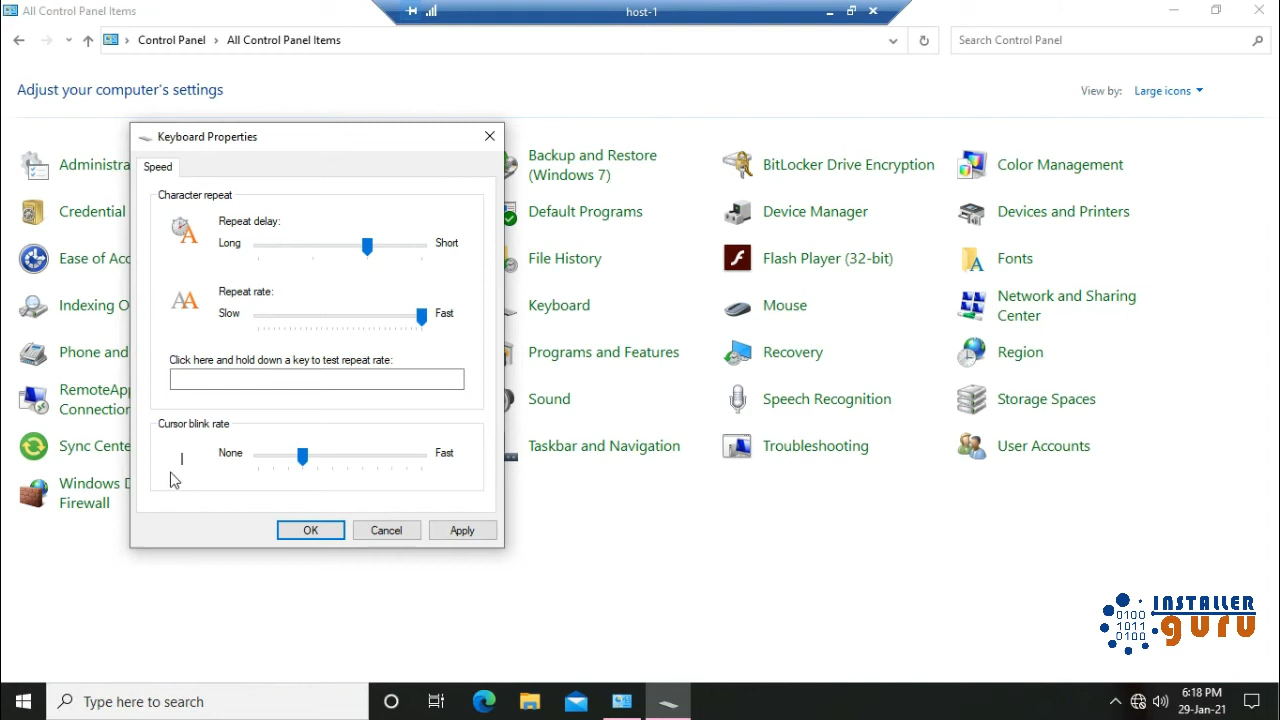 All Control Panel Items
host-1
Control Panel
All Control Panel Items
Search Control Panel
Adjust your computer's settings
View by:
Large icons
Keyboard Properties
Speed
Character repeat
Repeat delay:
Long
Short
Repeat rate:
Slow
Fast
Click here and hold down a key to test repeat rate:
Cursor blink rate
None
Fast
OK
Cancel
Apply
Administra
Backup and Restore
(Windows 7)
BitLocker Drive Encryption
Color Management
Credential
Default Programs
Device Manager
Devices and Printers
Ease of Acc
File History
Flash Player (32-bit)
Fonts
Indexing O
Keyboard
Mouse
Network and Sharing
Center
Phone and
Programs and Features
Recovery
Region
RemoteApp
Connection
Sound
Speech Recognition
Storage Spaces
Sync Cente
Taskbar and Navigation
Troubleshooting
User Accounts
Windows D
Firewall
INSTALLER
guru
0100
1011
0100
Type here to search
6:18 PM
29-Jan-21